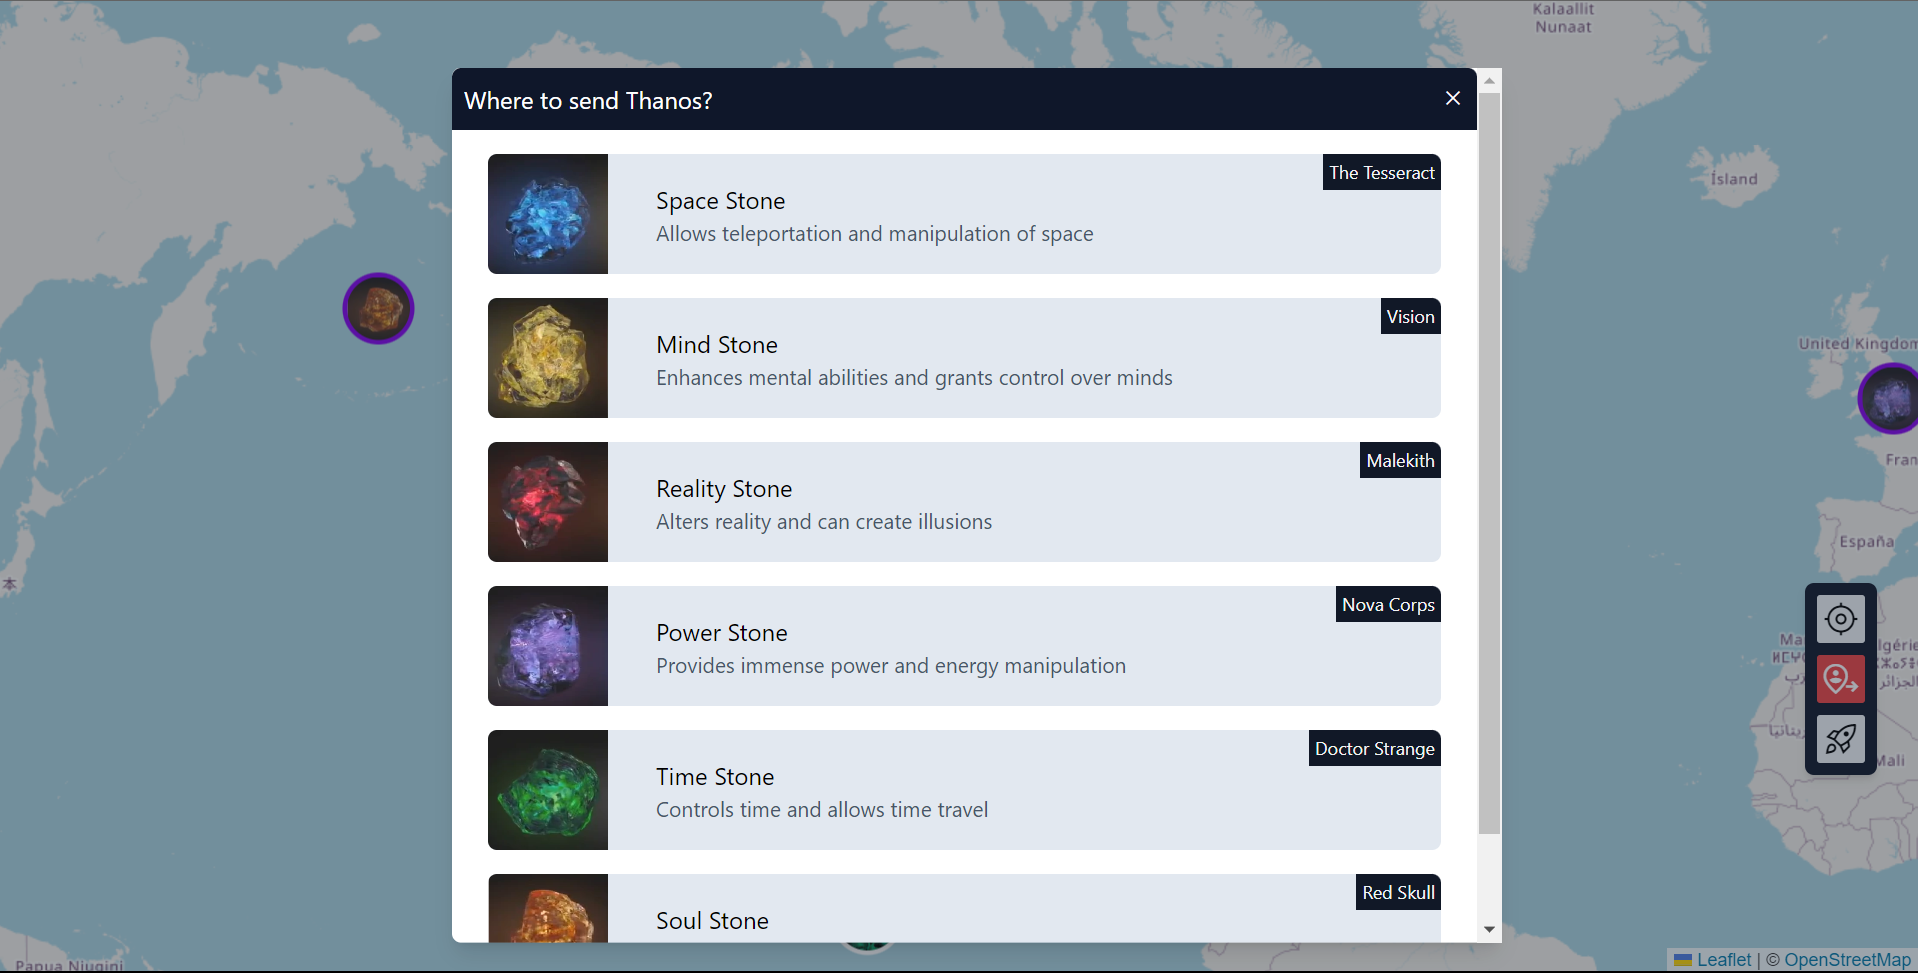 Kalaallit
Nunaat
Where to send Thanos?
The Tesseract
Space Stone
Allows teleportation and manipulation of space
Ísland
Vision
Mind Stone
Enhances mental abilities and grants control over minds
United Kingdom
Malekith
Reality Stone
Alters reality and can create illusions
Fran
España
本
Nova Corps
Power Stone
Provides immense power and energy manipulation
Ma
lgérie
الجزائر
Doctor Strange
Time Stone
Controls time and allows time travel
Mali
Red Skull
Soul Stone
Papua Niugini
Leaflet | © OpenStreetMap